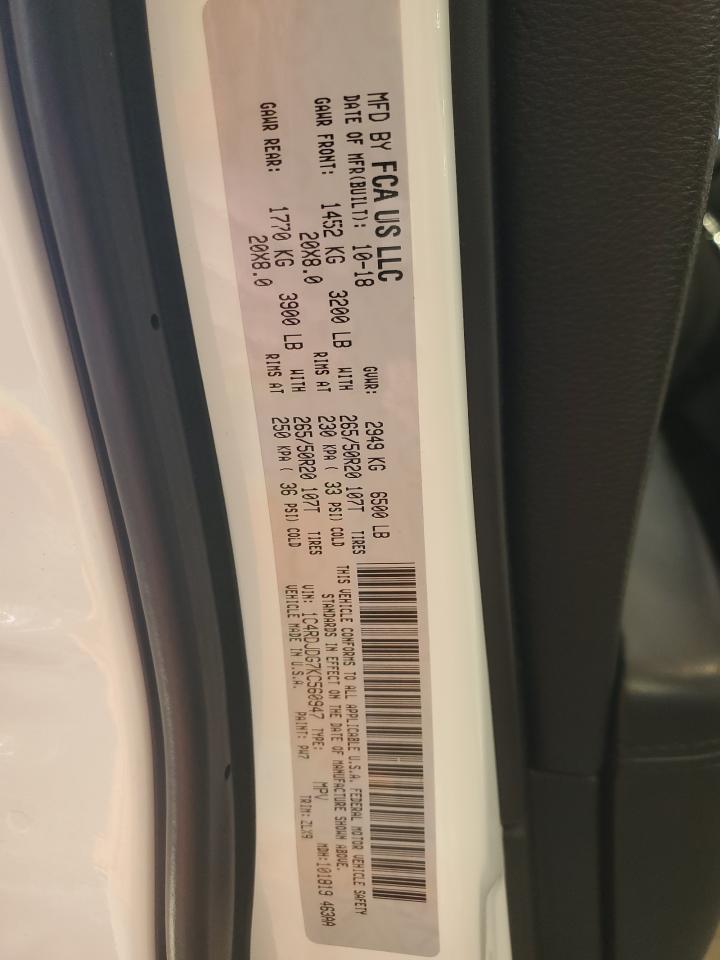 MFD BY FCA US LLC
DATE OF MFR(BUILT): 10-18 GVWR: 2949 KG 6500 LB
GAWR FRONT: 1452 KG 3200 LB WITH 265/50R20 107T TIRES
20X8.0 RIMS AT 230 KPA ( 33 PSI) COLD
GAWR REAR: 1770 KG 3900 LB WITH 265/50R20 107T TIRES
20X8.0 RIMS AT 250 KPA ( 36 PSI) COLD
THIS VEHICLE CONFORMS TO ALL APPLICABLE U.S.A. FEDERAL MOTOR VEHICLE SAFETY
STANDARDS IN EFFECT ON THE DATE OF MANUFACTURE SHOWN ABOVE.
VIN: 1C4RDJDG7KC560947 TYPE: MPV MDH:101819 463AA
VEHICLE MADE IN U.S.A. PAINT: PW7 TRIM: ZLX9